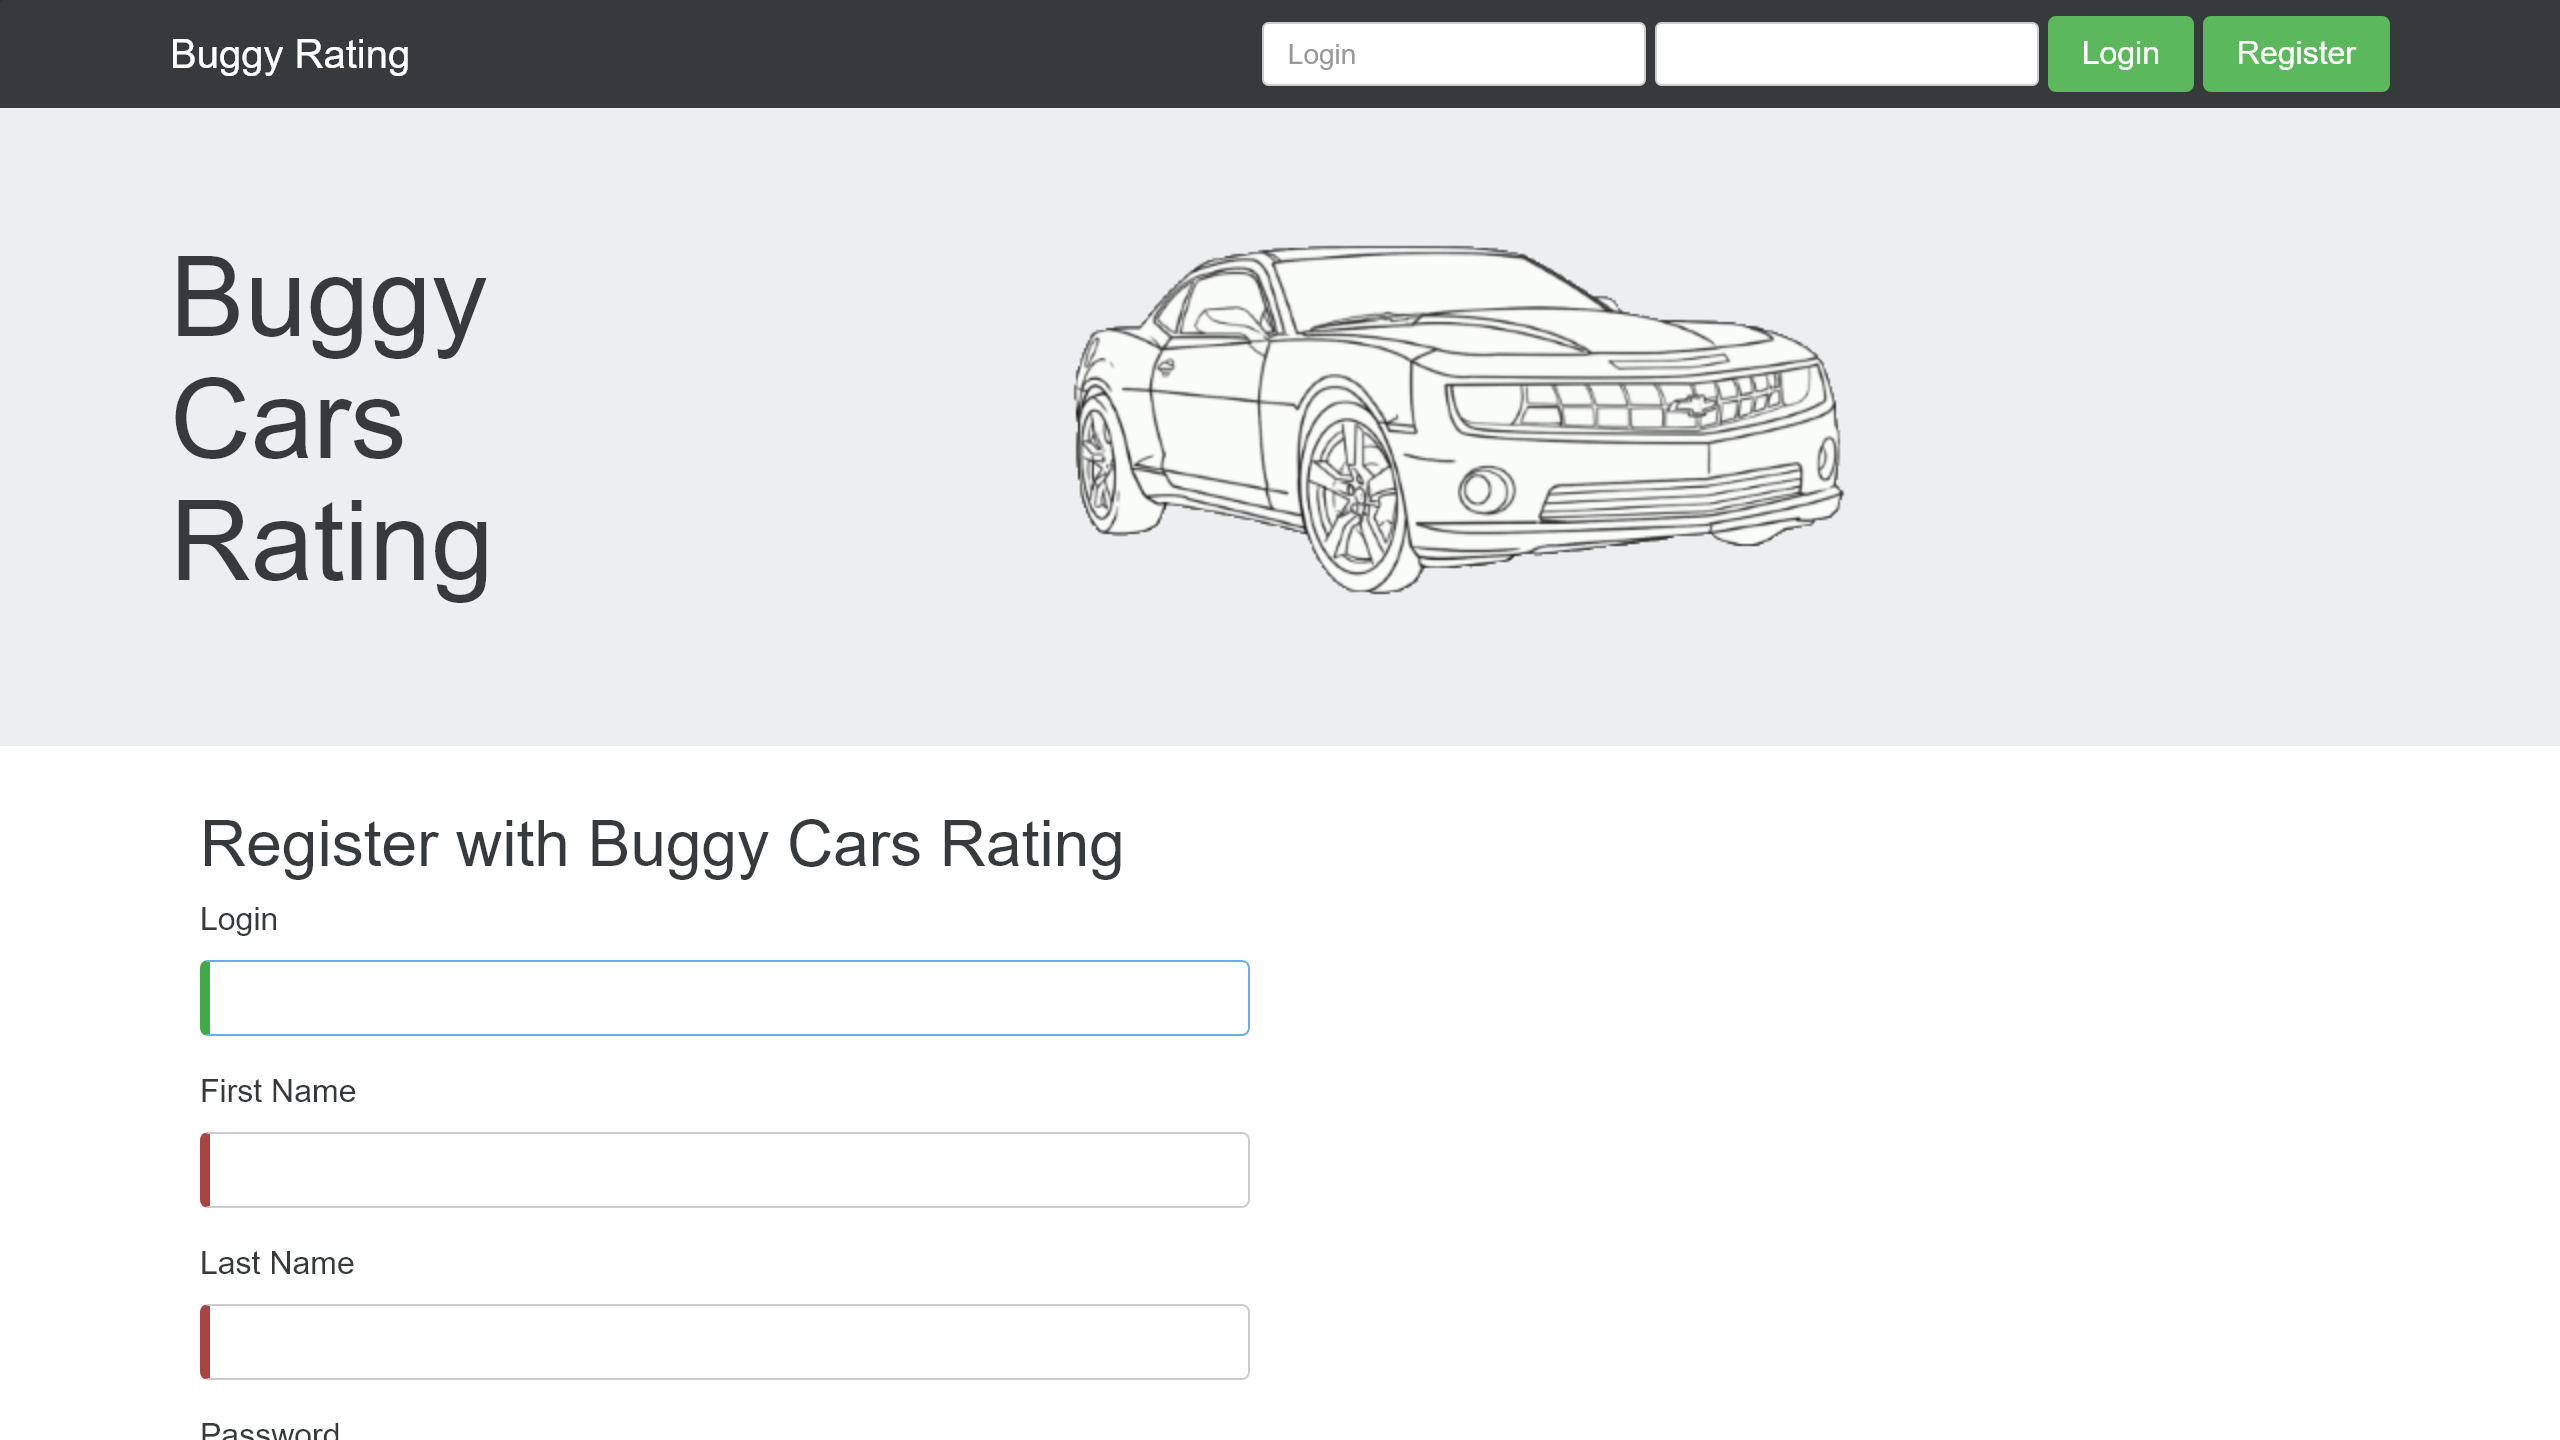 Buggy Rating
Login
Login
Register
Buggy
Cars
Rating
Register with Buggy Cars Rating
Login
First Name
Last Name
Password